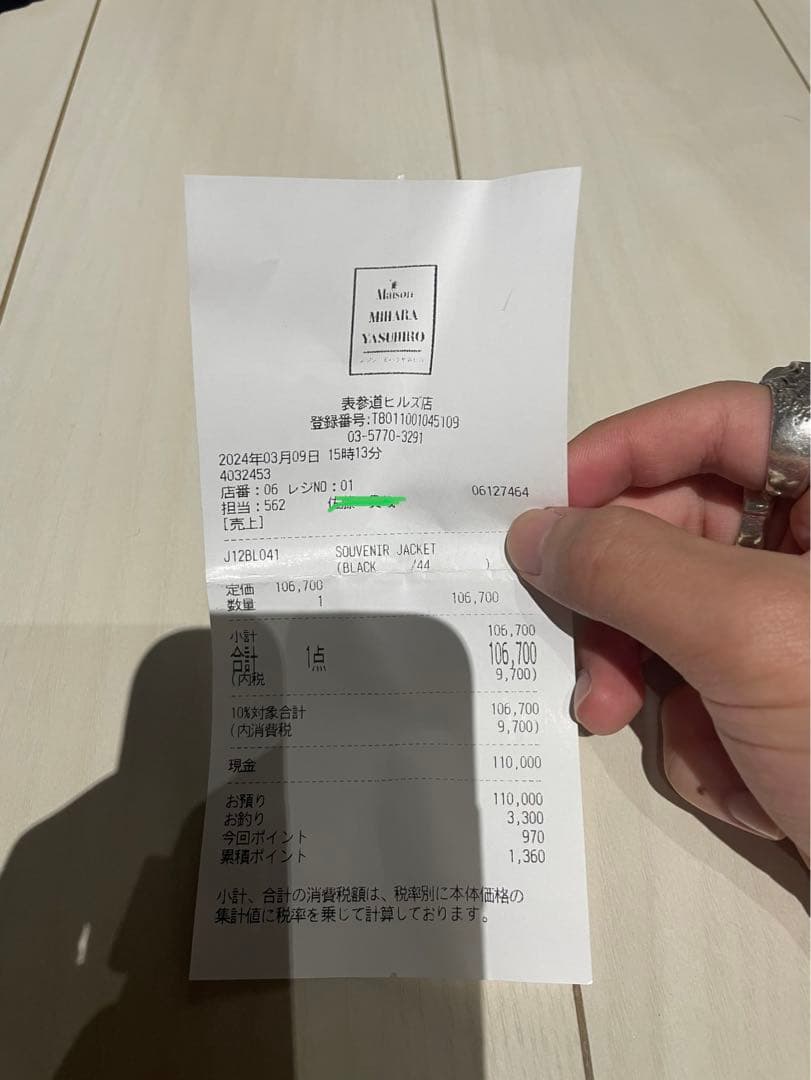 Maison
MIHARA
YASUHIRO
表参道ヒルズ店
登録番号:T8011001045109
03-5770-3291
2024年03月09日 15時13分
4032453
店番:06 レジNO:01 06127464
担当:562
[売上]
J12BL041 SOUVENIR JACKET
(BLACK /44 )
定価 106,700
数量 1 106,700
小計 106,700
合計 1点 106,700
(内税 9,700)
10%対象合計 106,700
(内消費税 9,700)
現金 110,000
お預り 110,000
お釣り 3,300
今回ポイント 970
累積ポイント 1,360
小計、合計の消費税額は、税率別に本体価格の
集計値に税率を乗じて計算しております。